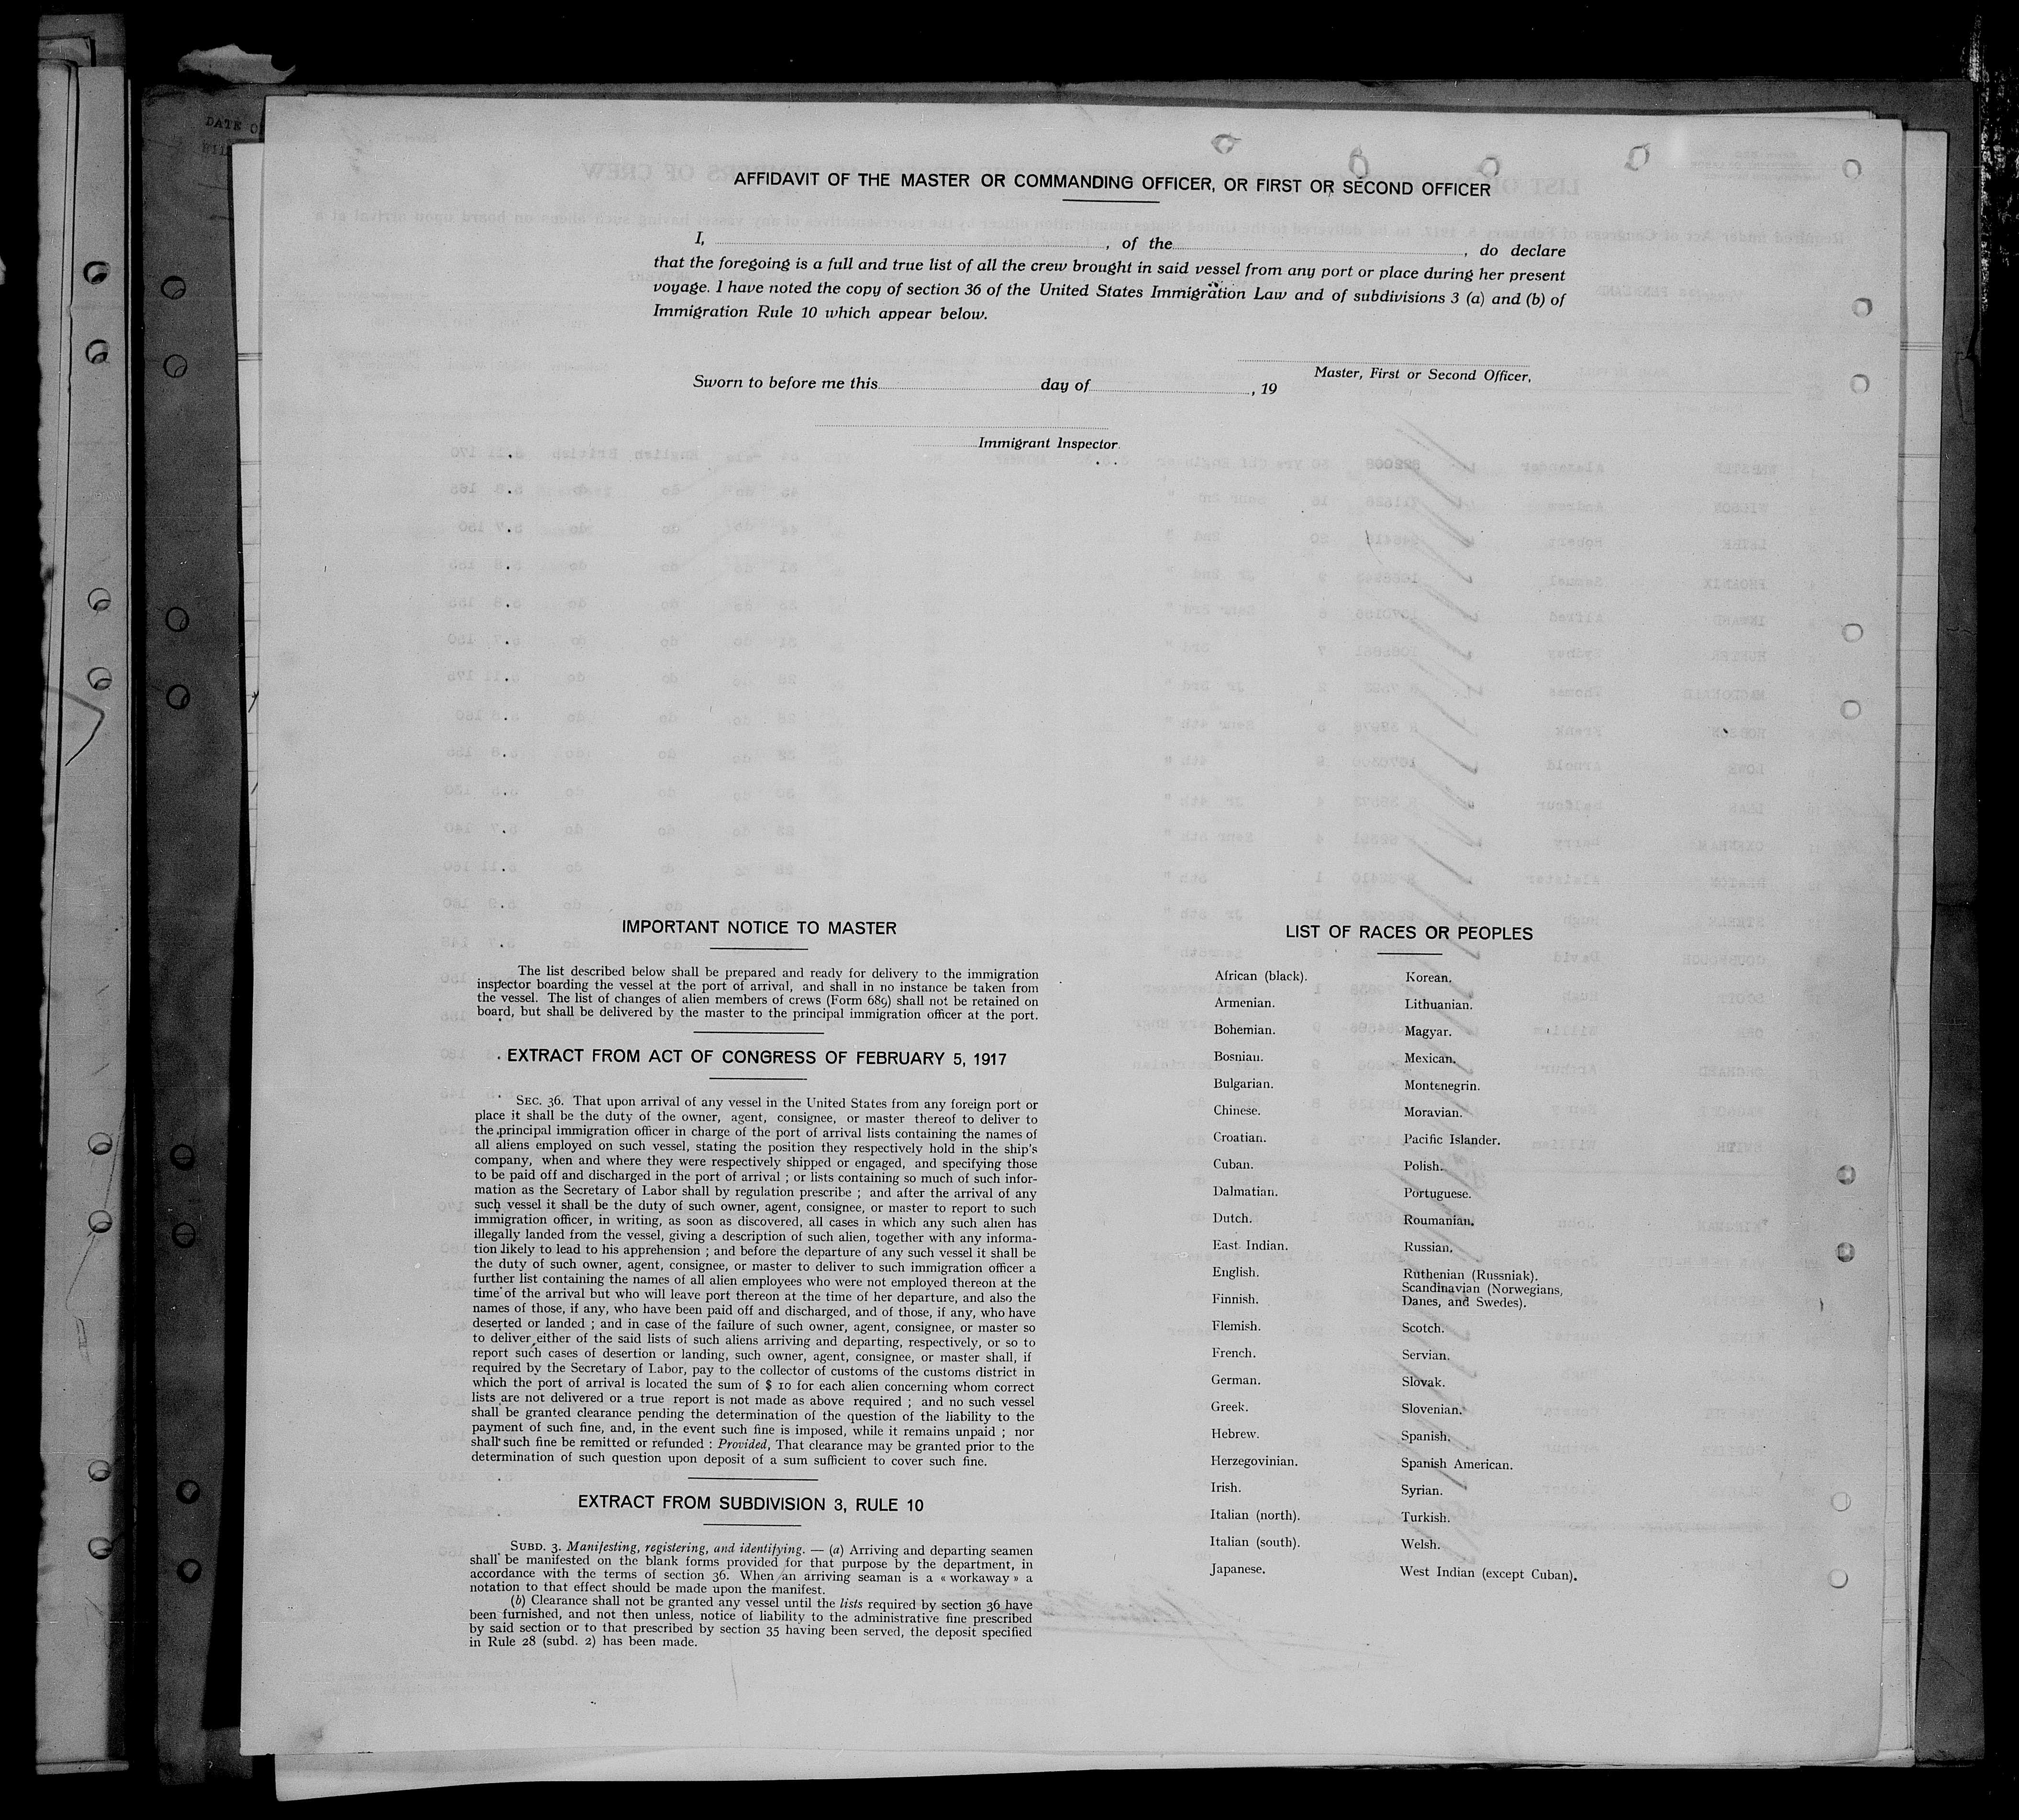 DATE O
AFFIDAVIT OF THE MASTER OR COMMANDING OFFICER, OR FIRST OR SECOND OFFICER
I, , of the , do declare
that the foregoing is a full and true list of all the crew brought in said vessel from any port or place during her present
voyage. I have noted the copy of section 36 of the United States Immigration Law and of subdivisions 3 (a) and (b) of
Immigration Rule 10 which appear below.
Master, First or Second Officer,
Sworn to before me this day of , 19
Immigrant Inspector
IMPORTANT NOTICE TO MASTER
The list described below shall be prepared and ready for delivery to the immigration
inspector boarding the vessel at the port of arrival, and shall in no instance be taken from
the vessel. The list of changes of alien members of crews (Form 689) shall not be retained on
board, but shall be delivered by the master to the principal immigration officer at the port.
EXTRACT FROM ACT OF CONGRESS OF FEBRUARY 5, 1917
SEC. 36. That upon arrival of any vessel in the United States from any foreign port or
place it shall be the duty of the owner, agent, consignee, or master thereof to deliver to
the principal immigration officer in charge of the port of arrival lists containing the names of
all aliens employed on such vessel, stating the position they respectively hold in the ship's
company, when and where they were respectively shipped or engaged, and specifying those
to be paid off and discharged in the port of arrival ; or lists containing so much of such infor-
mation as the Secretary of Labor shall by regulation prescribe ; and after the arrival of any
such vessel it shall be the duty of such owner, agent, consignee, or master to report to such
immigration officer, in writing, as soon as discovered, all cases in which any such alien has
illegally landed from the vessel, giving a description of such alien, together with any informa-
tion likely to lead to his apprehension ; and before the departure of any such vessel it shall be
the duty of such owner, agent, consignee, or master to deliver to such immigration officer a
further list containing the names of all alien employees who were not employed thereon at the
time of the arrival but who will leave port thereon at the time of her departure, and also the
names of those, if any, who have been paid off and discharged, and of those, if any, who have
deserted or landed ; and in case of the failure of such owner, agent, consignee, or master so
to deliver either of the said lists of such aliens arriving and departing, respectively, or so to
report such cases of desertion or landing, such owner, agent, consignee, or master shall, if
required by the Secretary of Labor, pay to the collector of customs of the customs district in
which the port of arrival is located the sum of $ 10 for each alien concerning whom correct
lists are not delivered or a true report is not made as above required ; and no such vessel
shall be granted clearance pending the determination of the question of the liability to the
payment of such fine, and, in the event such fine is imposed, while it remains unpaid ; nor
shall such fine be remitted or refunded : Provided, That clearance may be granted prior to the
determination of such question upon deposit of a sum sufficient to cover such fine.
EXTRACT FROM SUBDIVISION 3, RULE 10
SUBD. 3. Manifesting, registering, and identifying. — (a) Arriving and departing seamen
shall be manifested on the blank forms provided for that purpose by the department, in
accordance with the terms of section 36. When an arriving seaman is a « workaway » a
notation to that effect should be made upon the manifest.
(b) Clearance shall not be granted any vessel until the lists required by section 36 have
been furnished, and not then unless, notice of liability to the administrative fine prescribed
by said section or to that prescribed by section 35 having been served, the deposit specified
in Rule 28 (subd. 2) has been made.
LIST OF RACES OR PEOPLES
African (black).
Armenian.
Bohemian.
Bosnian.
Bulgarian.
Chinese.
Croatian.
Cuban.
Dalmatian.
Dutch.
East Indian.
English.
Finnish.
Flemish.
French.
German.
Greek.
Hebrew.
Herzegovinian.
Irish.
Italian (north).
Italian (south).
Japanese.
Korean.
Lithuanian.
Magyar.
Mexican.
Montenegrin.
Moravian.
Pacific Islander.
Polish.
Portuguese.
Roumanian.
Russian.
Ruthenian (Russniak).
Scandinavian (Norwegians,
Danes, and Swedes).
Scotch.
Servian.
Slovak.
Slovenian.
Spanish.
Spanish American.
Syrian.
Turkish.
Welsh.
West Indian (except Cuban).